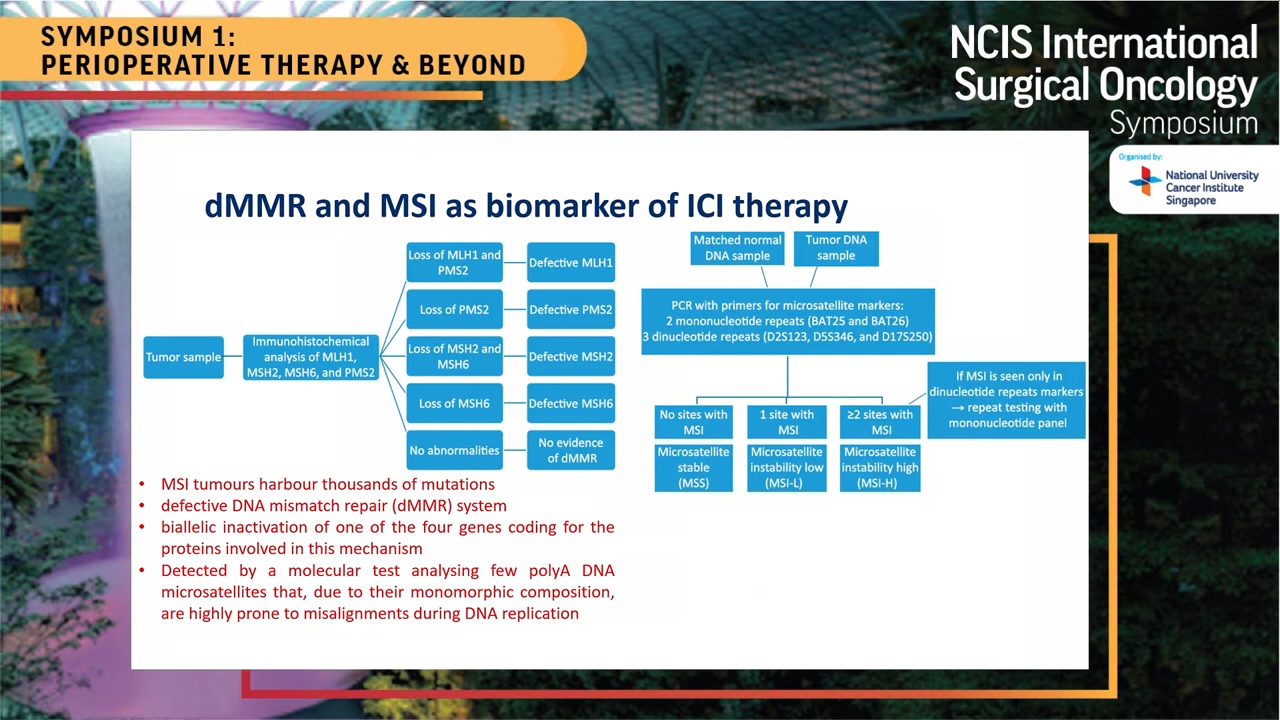 SYMPOSIUM 1:
PERIOPERATIVE THERAPY & BEYOND
NCIS International
Surgical Oncology
Symposium
Organised by:
National University
Cancer Institute
Singapore
dMMR and MSI as biomarker of ICI therapy
Tumor sample
Immunohistochemical
analysis of MLH1,
MSH2, MSH6, and PMS2
Loss of MLH1 and
PMS2
Defective MLH1
Loss of PMS2
Defective PMS2
Loss of MSH2 and
MSH6
Defective MSH2
Loss of MSH6
Defective MSH6
No abnormalities
No evidence
of dMMR
Matched normal
DNA sample
Tumor DNA
sample
PCR with primers for microsatellite markers:
2 mononucleotide repeats (BAT25 and BAT26)
3 dinucleotide repeats (D2S123, D5S346, and D17S250)
If MSI is seen only in
dinucleotide repeats markers
→ repeat testing with
mononucleotide panel
No sites with
MSI
1 site with
MSI
≥2 sites with
MSI
Microsatellite
stable
(MSS)
Microsatellite
instability low
(MSI-L)
Microsatellite
instability high
(MSI-H)
• MSI tumours harbour thousands of mutations
• defective DNA mismatch repair (dMMR) system
• biallelic inactivation of one of the four genes coding for the
proteins involved in this mechanism
• Detected by a molecular test analysing few polyA DNA
microsatellites that, due to their monomorphic composition,
are highly prone to misalignments during DNA replication